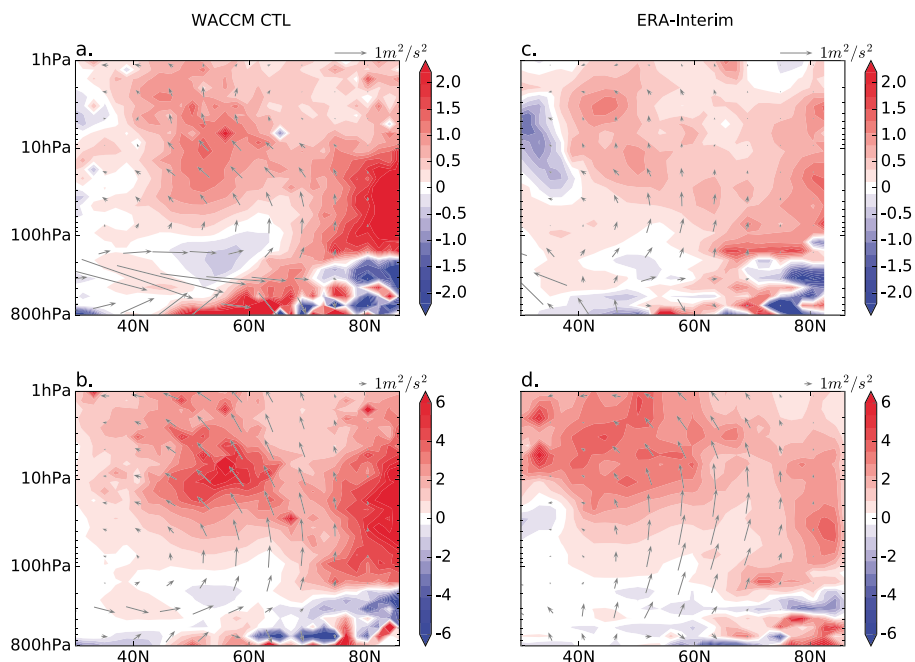 WACCM CTL
ERA-Interim
a.
1m²/s²
c.
1m²/s²
1hPa
10hPa
100hPa
800hPa
40N
60N
80N
2.0
1.5
1.0
0.5
0.0
-0.5
-1.0
-1.5
-2.0
40N
60N
80N
2.0
1.5
1.0
0.5
0.0
-0.5
-1.0
-1.5
-2.0
b.
1m²/s²
d.
1m²/s²
1hPa
10hPa
100hPa
800hPa
40N
60N
80N
6
4
2
0
-2
-4
-6
40N
60N
80N
6
4
2
0
-2
-4
-6